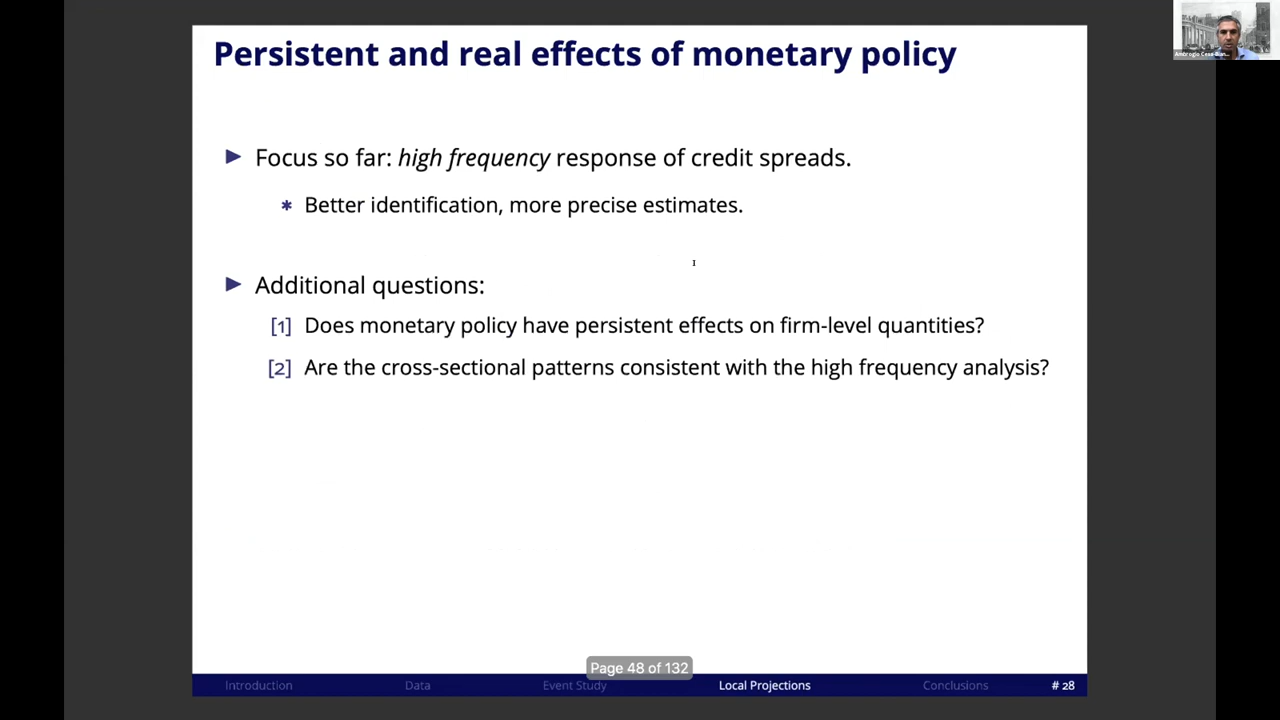 Persistent and real effects of monetary policy
Focus so far: high frequency response of credit spreads.
Better identification, more precise estimates.
Additional questions:
[1] Does monetary policy have persistent effects on firm-level quantities?
[2] Are the cross-sectional patterns consistent with the high frequency analysis?
Page 48 of 132
Introduction Data Event Study Local Projections Conclusions # 28
Ambrogio